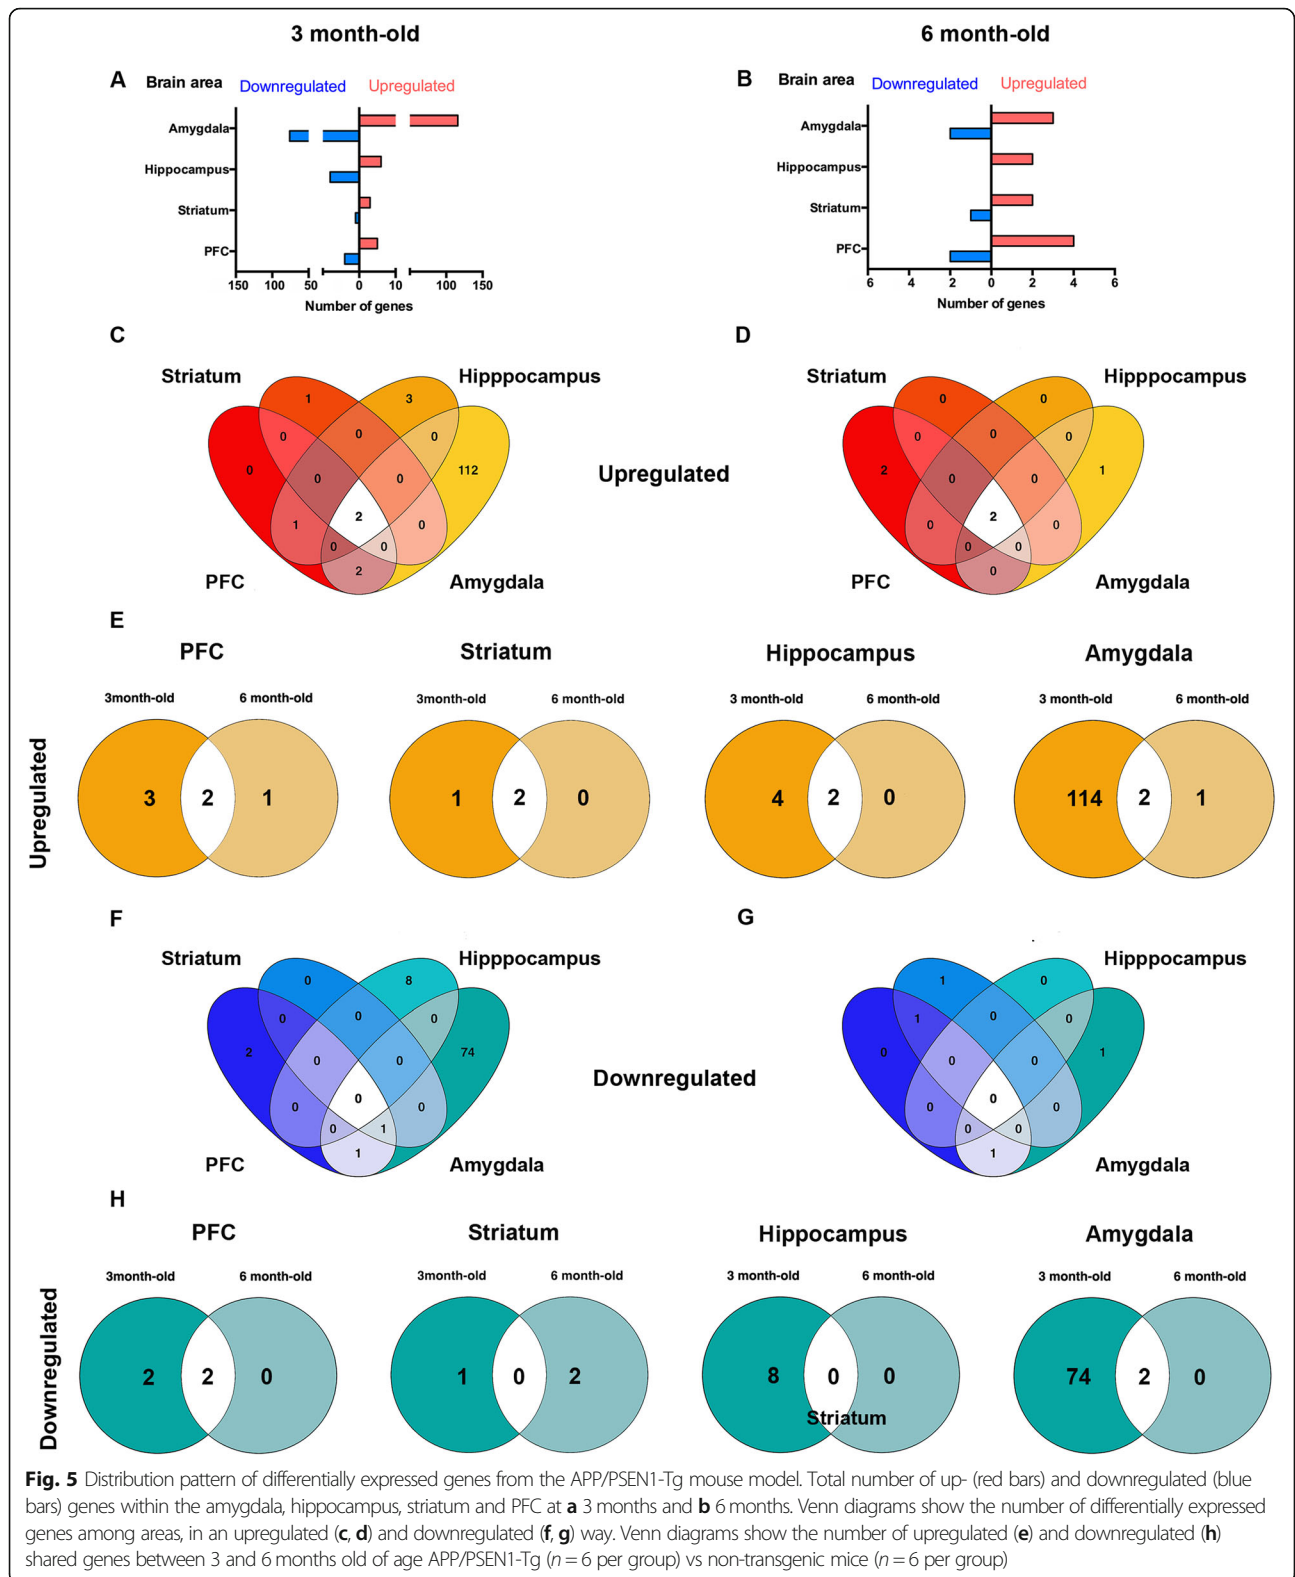 3 month-old
6 month-old
A
Brain area
Downregulated
Upregulated
Amygdala
Hippocampus
Striatum
PFC
150 100 50 0 10 100 150
Number of genes
B
Brain area
Downregulated
Upregulated
Amygdala
Hippocampus
Striatum
PFC
6 4 2 0 2 4 6
Number of genes
C
Striatum
Hipppocampus
1
3
0
0
0
0
112
0
0
2
1
0
0
0
2
PFC
Amygdala
Upregulated
D
Striatum
Hipppocampus
0
0
0
0
0
2
1
0
0
2
0
0
0
0
0
PFC
Amygdala
E
Upregulated
PFC
3month-old
6 month-old
3 2 1
Striatum
3month-old
6 month-old
1 2 0
Hippocampus
3 month-old
6 month-old
4 2 0
Amygdala
3 month-old
6 month-old
114 2 1
F
Striatum
Hipppocampus
0
8
0
0
0
2
74
0
0
0
0
0
0
1
1
PFC
Amygdala
Downregulated
G
Striatum
Hipppocampus
1
0
1
0
0
0
1
0
0
0
0
0
0
0
1
PFC
Amygdala
H
Downregulated
PFC
3month-old
6 month-old
2 2 0
Striatum
3month-old
6 month-old
1 0 2
Hippocampus
3 month-old
6 month-old
8 0 0
Striatum
Amygdala
3 month-old
6 month-old
74 2 0
Fig. 5 Distribution pattern of differentially expressed genes from the APP/PSEN1-Tg mouse model. Total number of up- (red bars) and downregulated (blue
bars) genes within the amygdala, hippocampus, striatum and PFC at a 3 months and b 6 months. Venn diagrams show the number of differentially expressed
genes among areas, in an upregulated (c, d) and downregulated (f, g) way. Venn diagrams show the number of upregulated (e) and downregulated (h)
shared genes between 3 and 6 months old of age APP/PSEN1-Tg (n = 6 per group) vs non-transgenic mice (n = 6 per group)